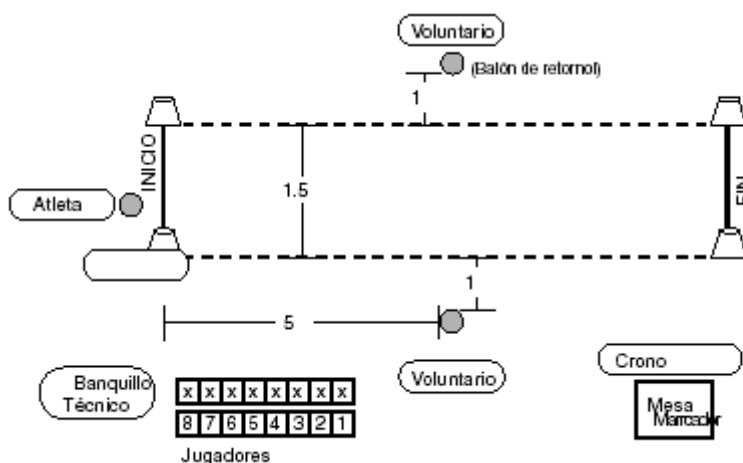 Voluntario
(Balón de retornol)
1
INICIO
1.5
FIN
Atleta
1
5
Banquillo
Técnico
x x x x x x x x
8 7 6 5 4 3 2 1
Jugadores
Voluntario
Crono
Mesa
Marcador